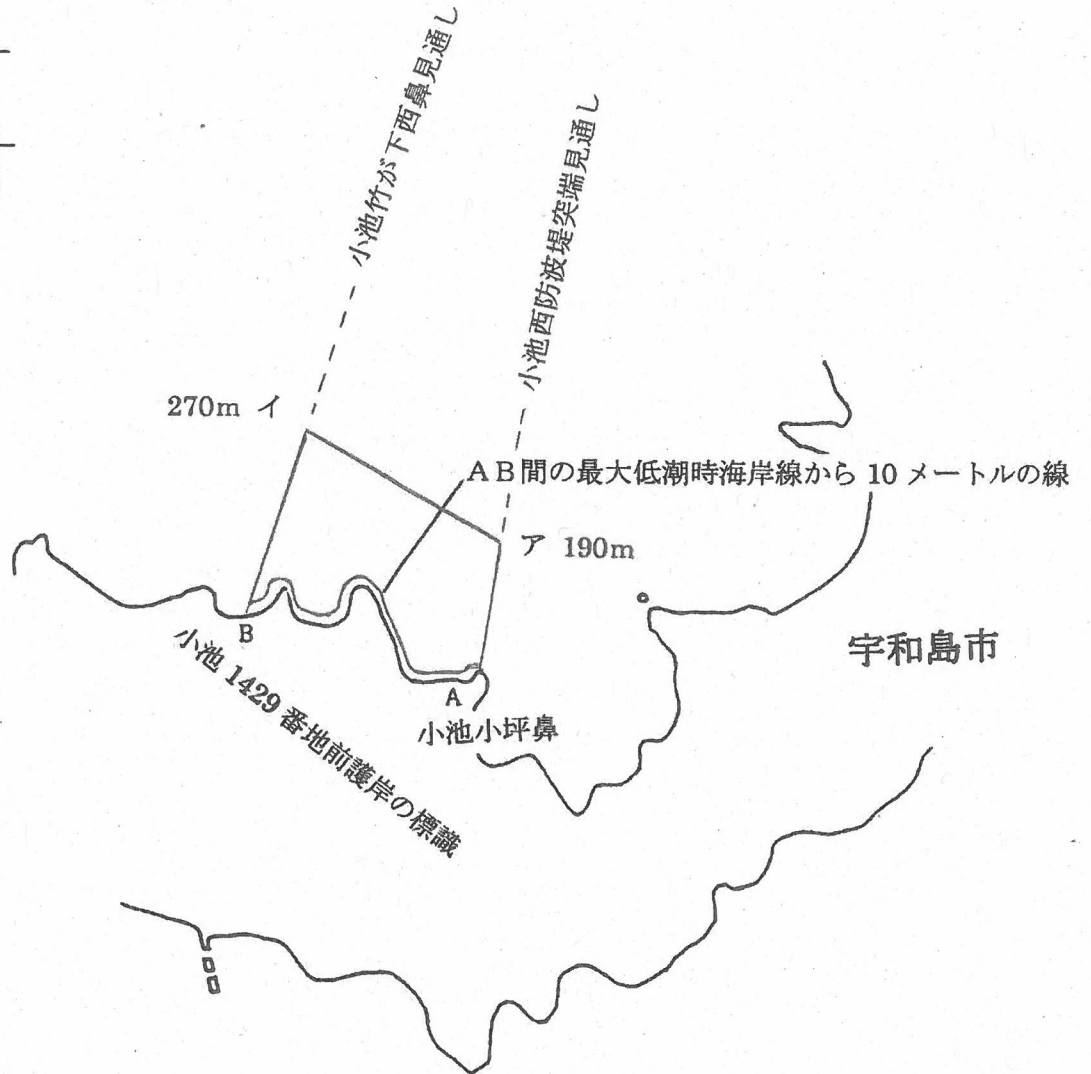 小池竹が下西鼻見通し
小池西防波堤突端見通し
270m イ
AB間の最大低潮時海岸線から 10 メートルの線
ア 190m
B
小池 1429 番地前護岸の標識
A
小池小坪鼻
宇和島市